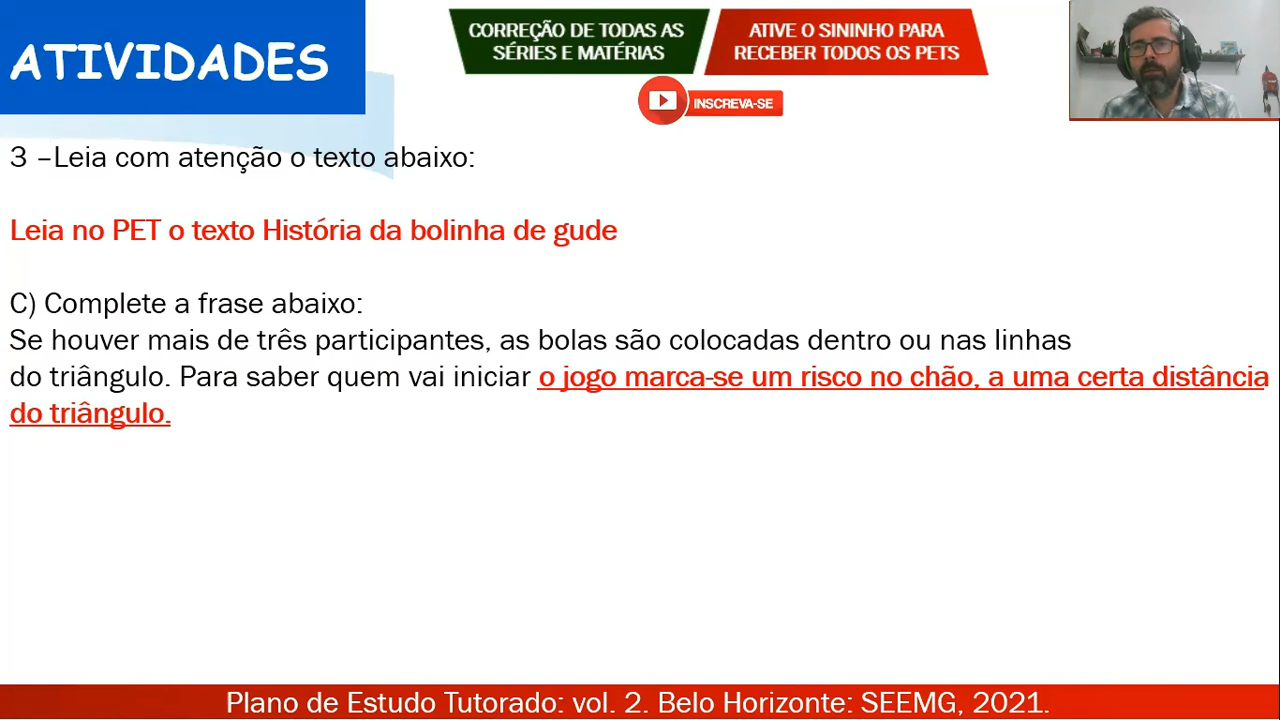 ATIVIDADES
CORREÇÃO DE TODAS AS
SÉRIES E MATÉRIAS
ATIVE O SININHO PARA
RECEBER TODOS OS PETS
INSCREVA-SE
3 –Leia com atenção o texto abaixo:
Leia no PET o texto História da bolinha de gude
C) Complete a frase abaixo:
Se houver mais de três participantes, as bolas são colocadas dentro ou nas linhas
do triângulo. Para saber quem vai iniciar o jogo marca-se um risco no chão, a uma certa distância
do triângulo.
Plano de Estudo Tutorado: vol. 2. Belo Horizonte: SEEMG, 2021.